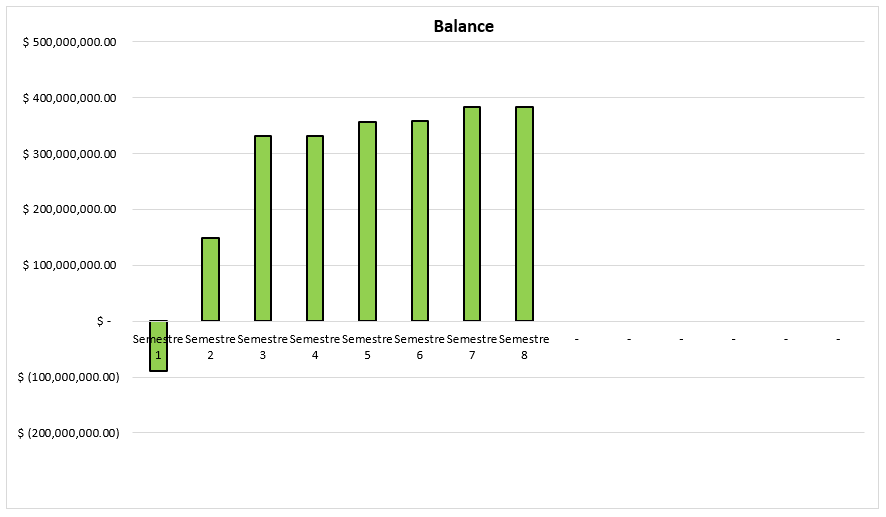 Balance
$ 500,000,000.00
$ 400,000,000.00
$ 300,000,000.00
$ 200,000,000.00
$ 100,000,000.00
$ -
Semestre Semestre Semestre Semestre Semestre Semestre Semestre Semestre - - - - - -
1 2 3 4 5 6 7 8
$ (100,000,000.00)
$ (200,000,000.00)